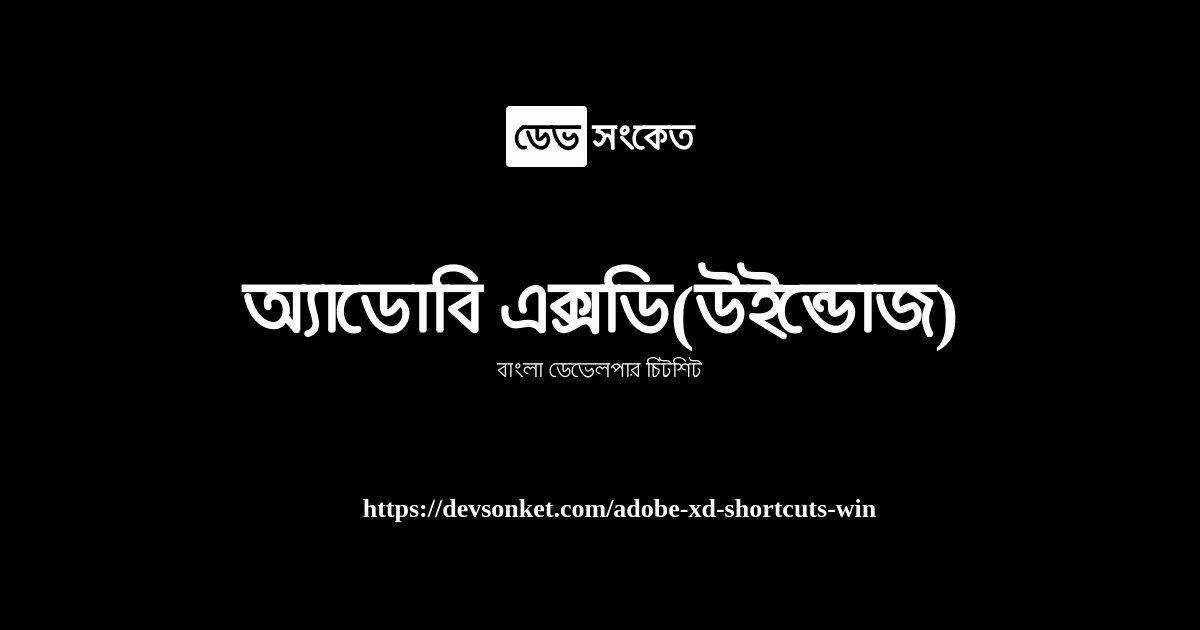 ডেভ সংকেত
অ্যাডোবি এক্সডি(উইন্ডোজ)
বাংলা ডেভেলপার চিটশিট
https://devsonket.com/adobe-xd-shortcuts-win